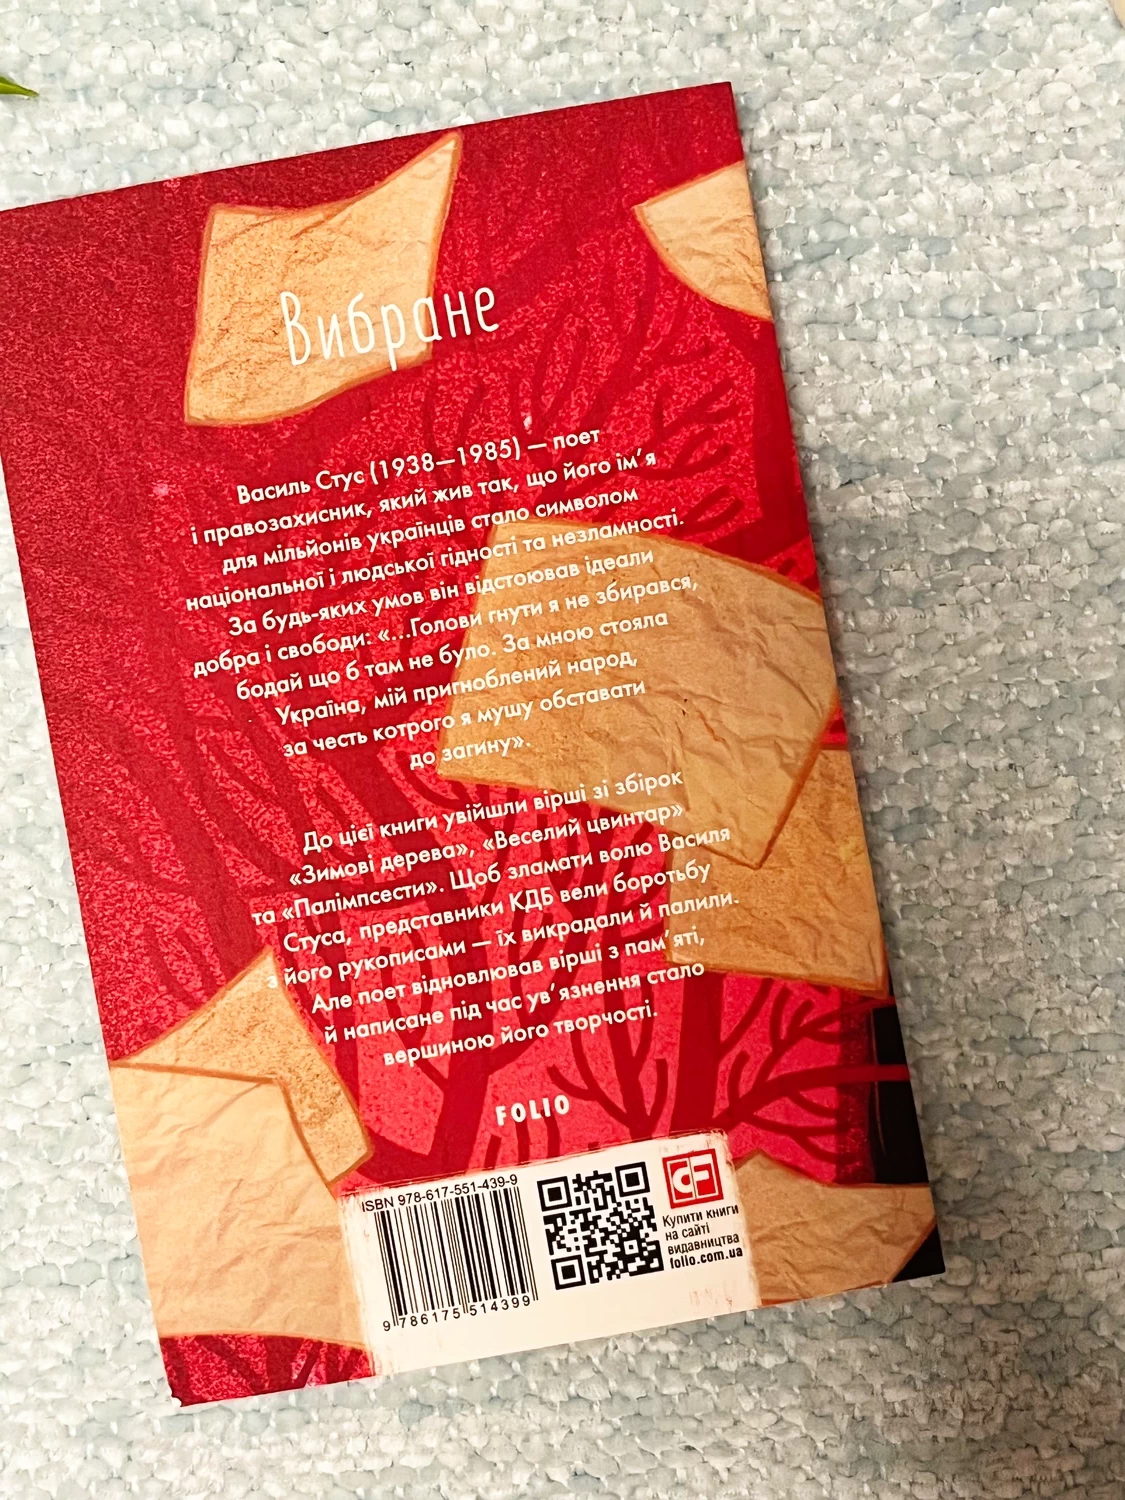 Вибране
Василь Стус (1938—1985) — поет
і правозахисник, який жив так, що його ім’я
для мільйонів українців стало символом
національної і людської гідності та незламності.
За будь-яких умов він відстоював ідеали
добра і свободи: «...Голови гнути я не збирався,
бодай що б там не було. За мною стояла
Україна, мій пригноблений народ,
за честь котрого я мушу обставати
до загину».
До цієї книги увійшли вірші зі збірок
«Зимові дерева», «Веселий цвинтар»
та «Палімпсести». Щоб зламати волю Василя
Стуса, представники КДБ вели боротьбу
з його рукописами — їх викрадали й палили.
Але поет відновлював вірші з пам’яті,
й написане під час ув’язнення стало
вершиною його творчості.
FOLIO
ISBN 978-617-551-439-9
9 786175 514399
CF
Купити книги
на сайті
видавництва
folio.com.ua